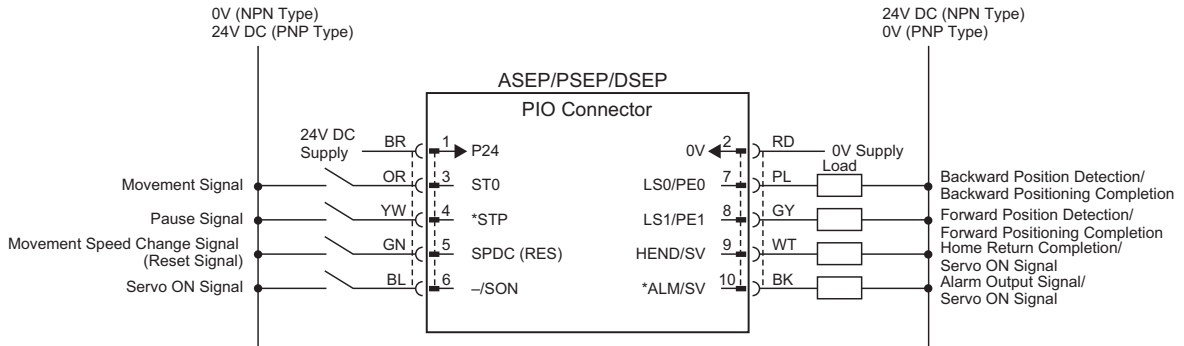 0V (NPN Type)
24V DC (PNP Type)
24V DC (NPN Type)
0V (PNP Type)
ASEP/PSEP/DSEP
PIO Connector
24V DC
Supply
BR
1
P24
0V
2
RD
0V Supply
Load
Movement Signal
OR
3
ST0
LS0/PE0
7
PL
Backward Position Detection/
Backward Positioning Completion
Pause Signal
YW
4
*STP
LS1/PE1
8
GY
Forward Position Detection/
Forward Positioning Completion
Movement Speed Change Signal
(Reset Signal)
GN
5
SPDC (RES)
HEND/SV
9
WT
Home Return Completion/
Servo ON Signal
Servo ON Signal
BL
6
–/SON
*ALM/SV
10
BK
Alarm Output Signal/
Servo ON Signal